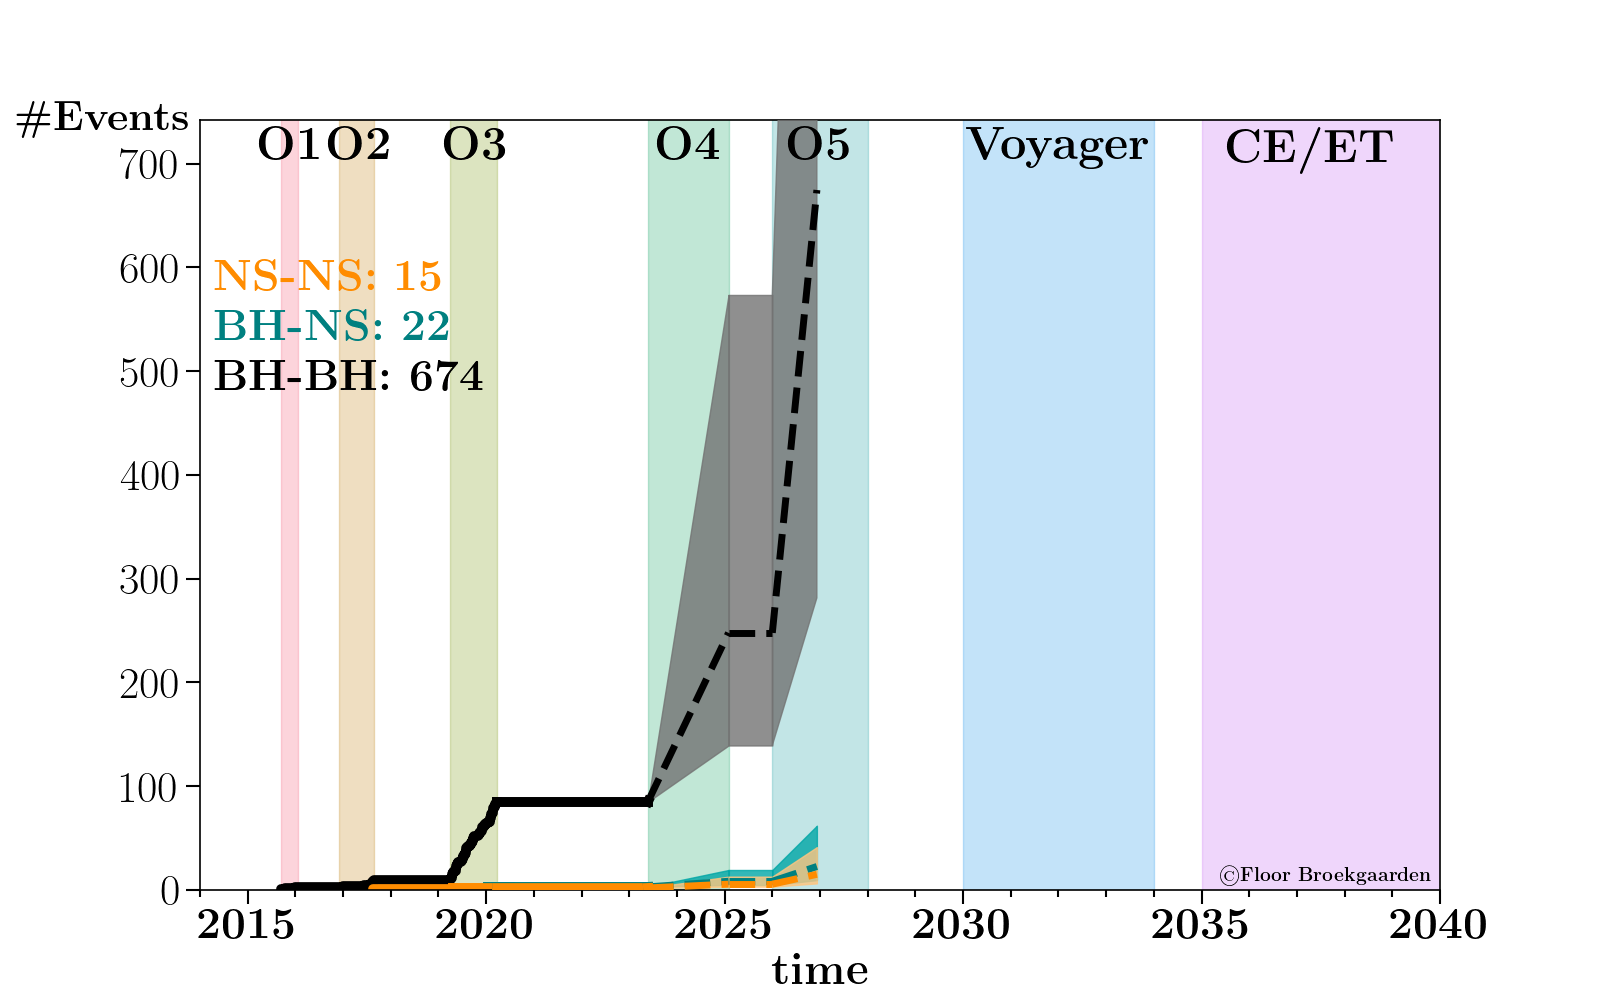 #Events
O1 O2 O3 O4 O5 Voyager CE/ET
700
600
500
400
300
200
100
0
NS-NS: 15
BH-NS: 22
BH-BH: 674
©Floor Broekgaarden
2015 2020 2025 2030 2035 2040
time